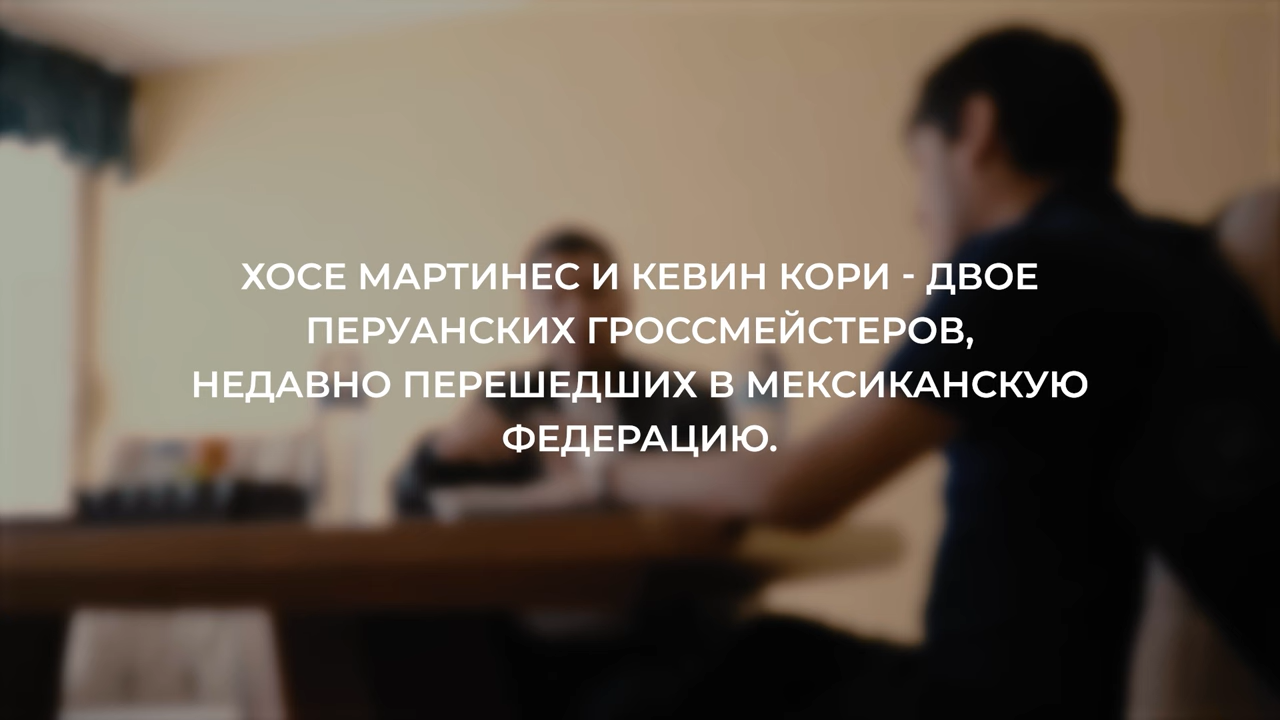 ХОСЕ МАРТИНЕС И КЕВИН КОРИ - ДВОЕ
ПЕРУАНСКИХ ГРОССМЕЙСТЕРОВ,
НЕДАВНО ПЕРЕШЕДШИХ В МЕКСИКАНСКУЮ
ФЕДЕРАЦИЮ.